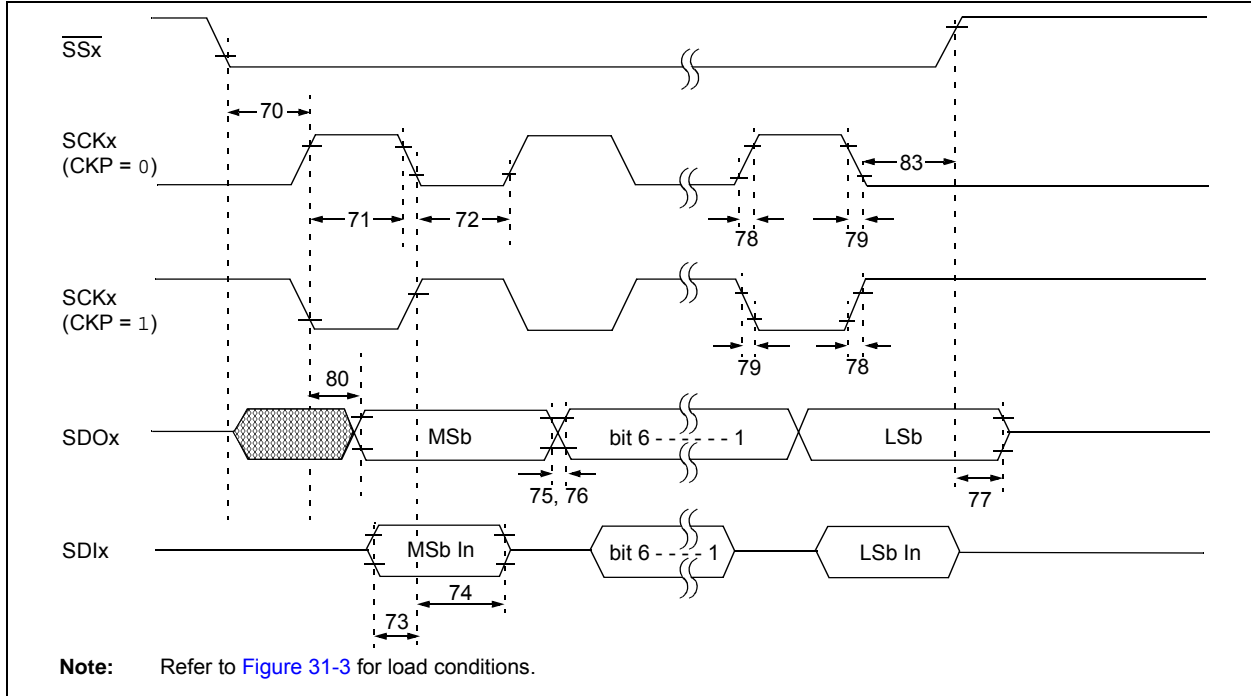 SSx
70
SCKx
(CKP = 0)
83
71
72
78
79
SCKx
(CKP = 1)
79
78
80
SDOx
MSb
bit 6 - - - - - - 1
LSb
75, 76
77
SDIx
MSb In
bit 6 - - - - 1
LSb In
74
73
Note: Refer to Figure 31-3 for load conditions.